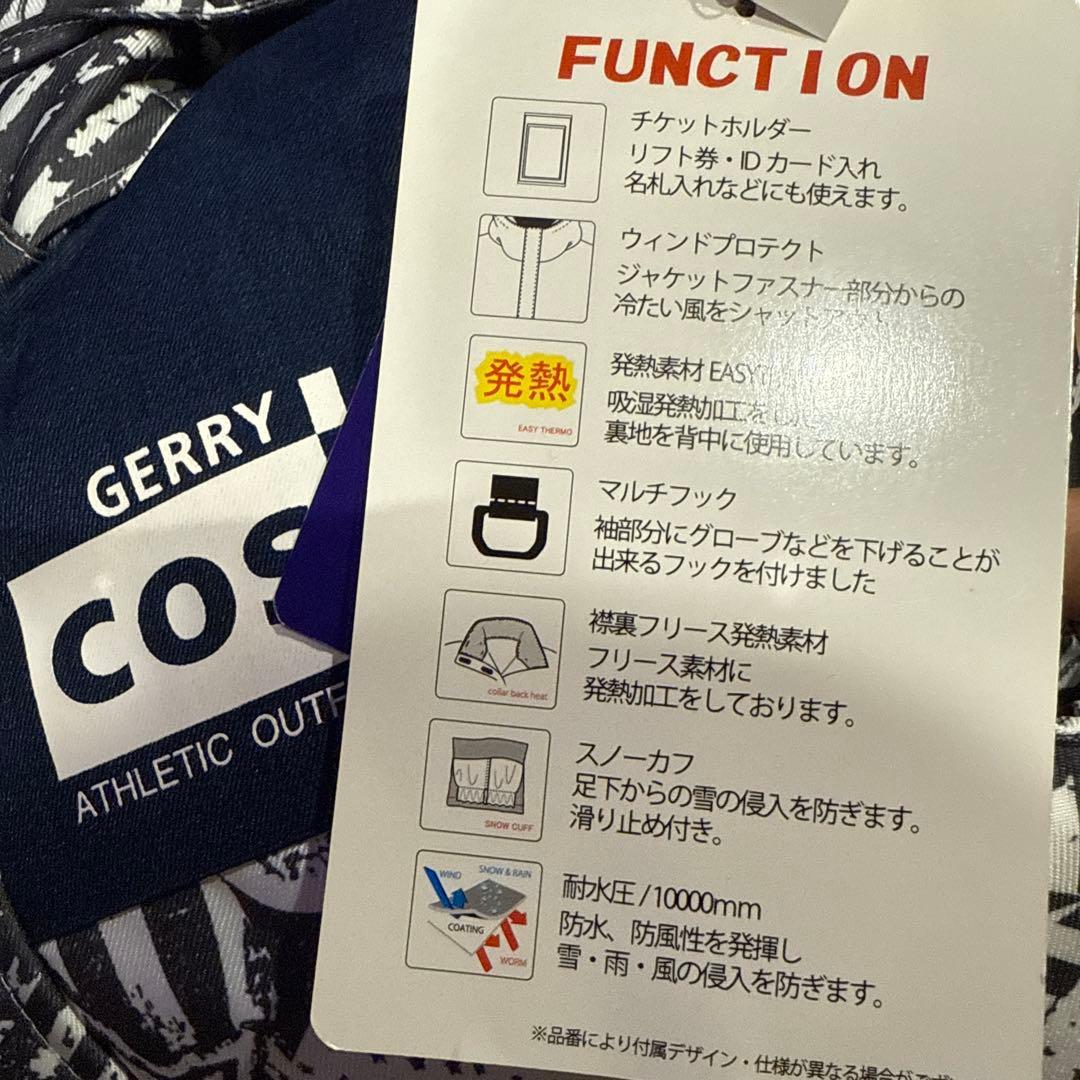 FUNCTION
チケットホルダー
リフト券・IDカード入れ
名札入れなどにも使えます。
ウィンドプロテクト
ジャケットファスナー部分からの
冷たい風をシャット
発熱
EASY THERMO
発熱素材 EASY
吸湿発熱加工を
裏地を背中に使用しています。
マルチフック
袖部分にグローブなどを下げることが
出来るフックを付けました
襟裏フリース発熱素材
フリース素材に
発熱加工をしております。
collar back heat
スノーカフ
足下からの雪の侵入を防ぎます。
滑り止め付き。
SNOW CUFF
WIND
SNOW & RAIN
COATING
WORM
耐水圧/10000mm
防水、防風性を発揮し
雪・雨・風の侵入を防ぎます。
※品番により付属デザイン・仕様が異なる場合が
GERRY
COS
ATHLETIC OUTF